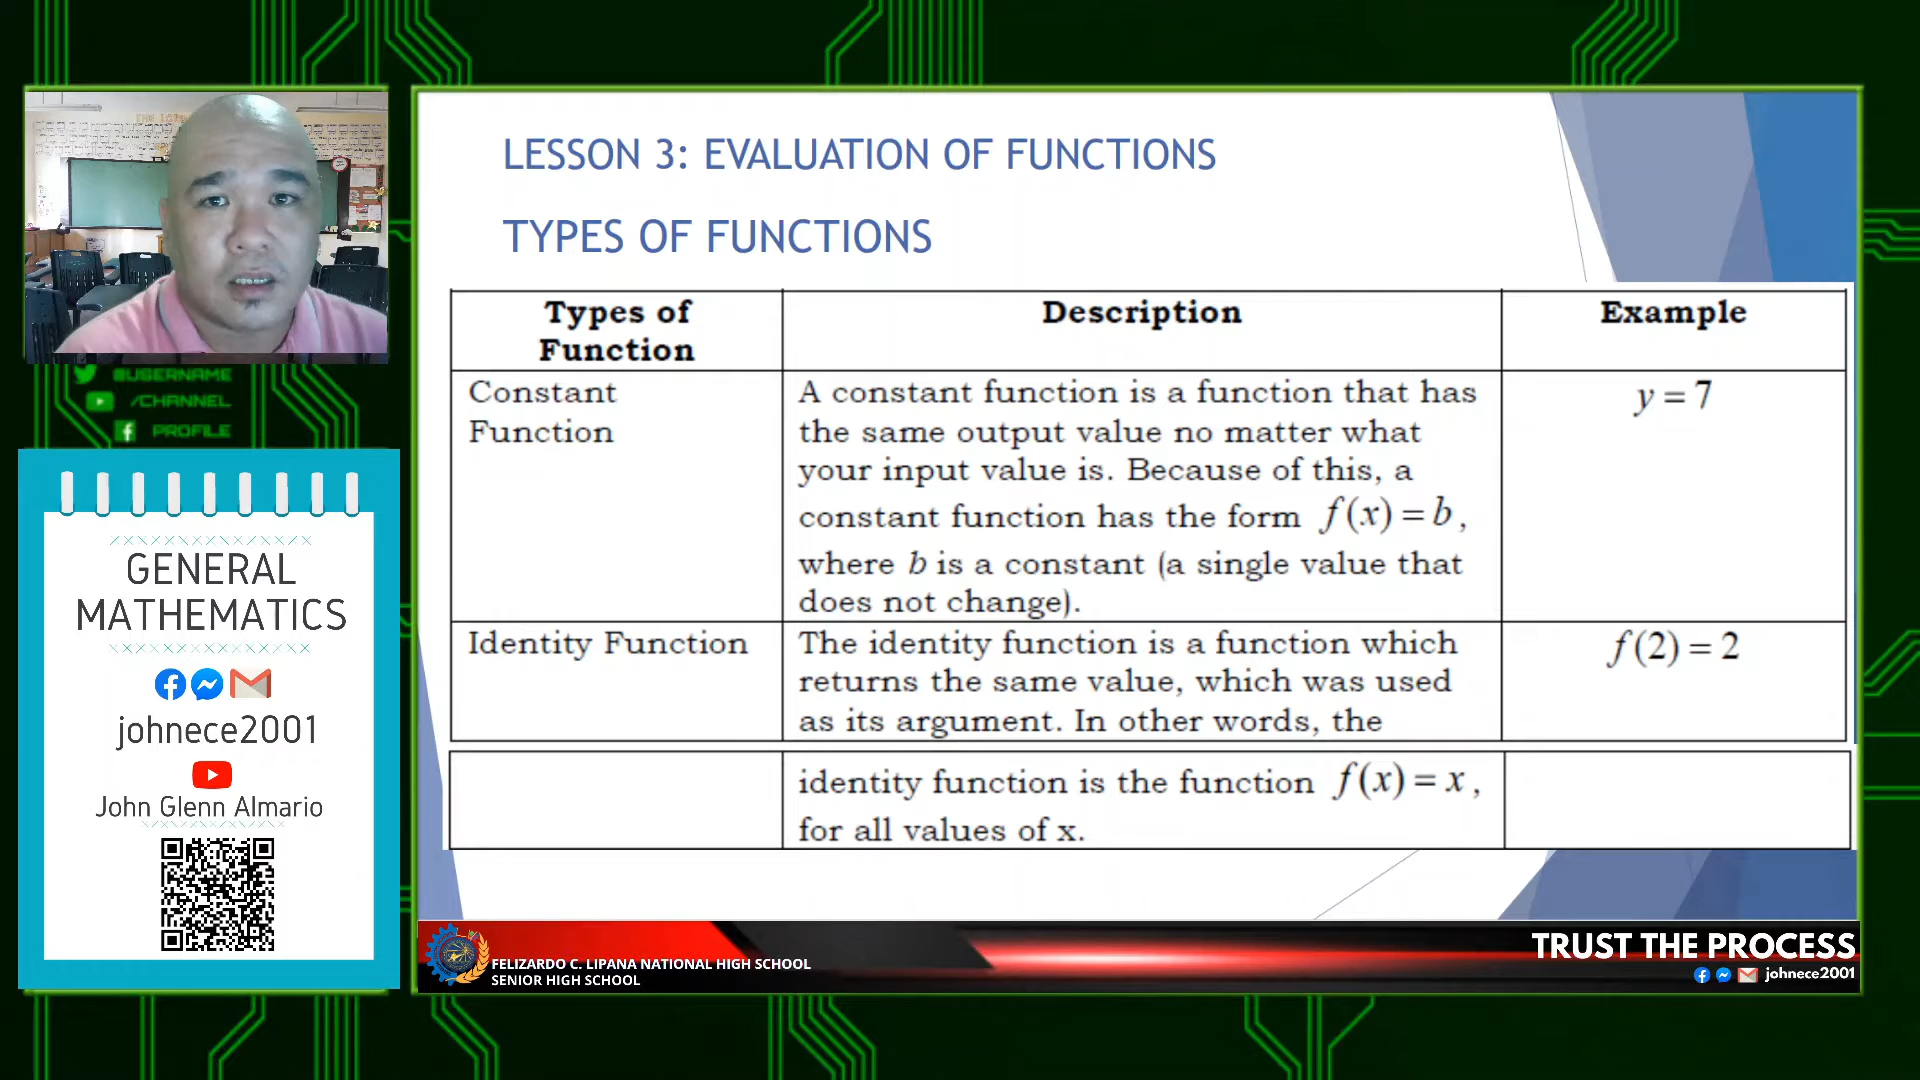 LESSON 3: EVALUATION OF FUNCTIONS
TYPES OF FUNCTIONS
Types of Function
Description
Example
Constant Function
A constant function is a function that has
the same output value no matter what
your input value is. Because of this, a
constant function has the form f(x) = b,
where b is a constant (a single value that
does not change).
y = 7
Identity Function
The identity function is a function which
returns the same value, which was used
as its argument. In other words, the
identity function is the function f(x) = x,
for all values of x.
f(2) = 2
@USERNAME
/CHANNEL
PROFILE
GENERAL
MATHEMATICS
johnece2001
John Glenn Almario
FELIZARDO C. LIPANA NATIONAL HIGH SCHOOL
SENIOR HIGH SCHOOL
TRUST THE PROCESS
johnece2001